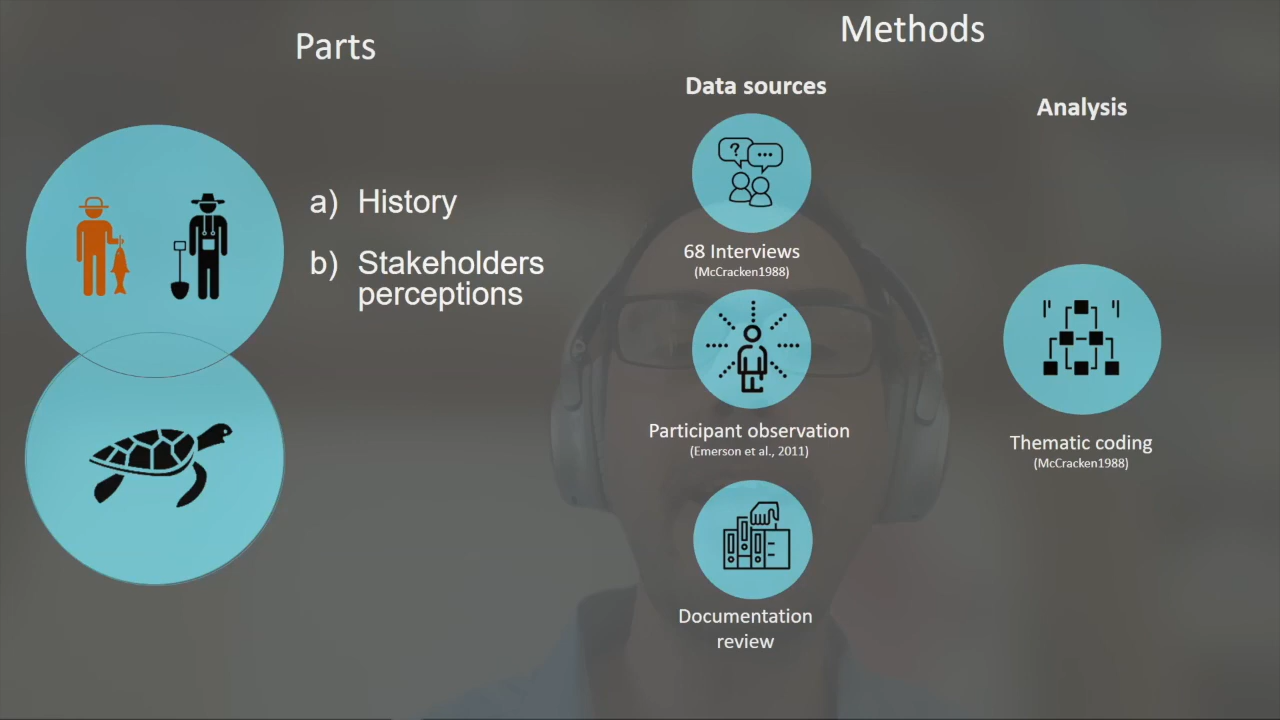 Parts
a) History
b) Stakeholders
perceptions
Methods
Data sources
?
68 Interviews
(McCracken1988)
Participant observation
(Emerson et al., 2011)
Documentation
review
Analysis
Thematic coding
(McCracken1988)